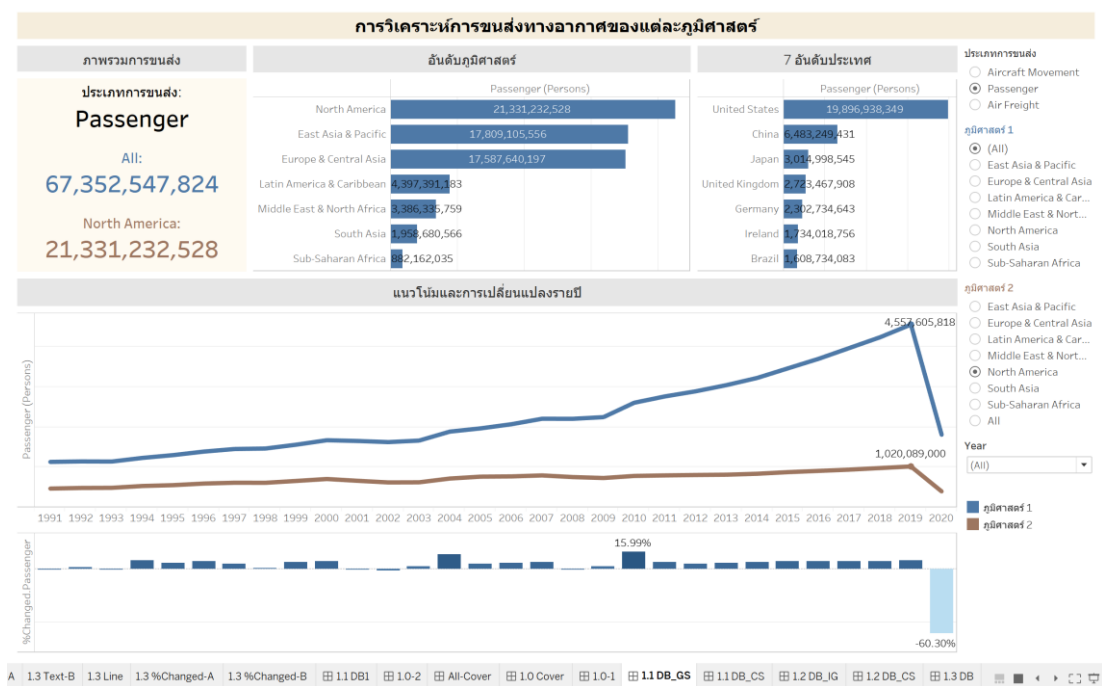 การวิเคราะห์การขนส่งทางอากาศของแต่ละภูมิศาสตร์
ภาพรวมการขนส่ง
ประเภทการขนส่ง:
Passenger
All:
67,352,547,824
North America:
21,331,232,528
อันดับภูมิศาสตร์
Passenger (Persons)
North America 21,331,232,528
East Asia & Pacific 17,809,105,556
Europe & Central Asia 17,587,640,197
Latin America & Caribbean 4,397,391,183
Middle East & North Africa 3,386,335,759
South Asia 1,958,680,566
Sub-Saharan Africa 882,162,035
7 อันดับประเทศ
Passenger (Persons)
United States 19,896,938,349
China 6,483,249,431
Japan 3,014,998,545
United Kingdom 2,723,467,908
Germany 2,302,734,643
Ireland 1,734,018,756
Brazil 1,608,734,083
ประเภทการขนส่ง
Aircraft Movement
Passenger
Air Freight
ภูมิศาสตร์ 1
(All)
East Asia & Pacific
Europe & Central Asia
Latin America & Car...
Middle East & Nort...
North America
South Asia
Sub-Saharan Africa
ภูมิศาสตร์ 2
East Asia & Pacific
Europe & Central Asia
Latin America & Car...
Middle East & Nort...
North America
South Asia
Sub-Saharan Africa
All
Year
(All)
ภูมิศาสตร์ 1
ภูมิศาสตร์ 2
แนวโน้มและการเปลี่ยนแปลงรายปี
Passenger (Persons)
4,557,605,818
1,020,089,000
1991 1992 1993 1994 1995 1996 1997 1998 1999 2000 2001 2002 2003 2004 2005 2006 2007 2008 2009 2010 2011 2012 2013 2014 2015 2016 2017 2018 2019 2020
%Changed.Passenger
15.99%
-60.30%
A 1.3 Text-B 1.3 Line 1.3 %Changed-A 1.3 %Changed-B 1.1 DB1 1.0-2 All-Cover 1.0 Cover 1.0-1 1.1 DB_GS 1.1 DB_CS 1.2 DB_IG 1.2 DB_CS 1.3 DB